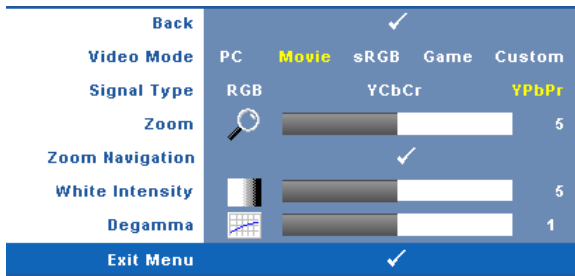 Back
Video Mode PC Movie sRGB Game Custom
Signal Type RGB YCbCr YPbPr
Zoom 5
Zoom Navigation
White Intensity 5
Degamma 1
Exit Menu